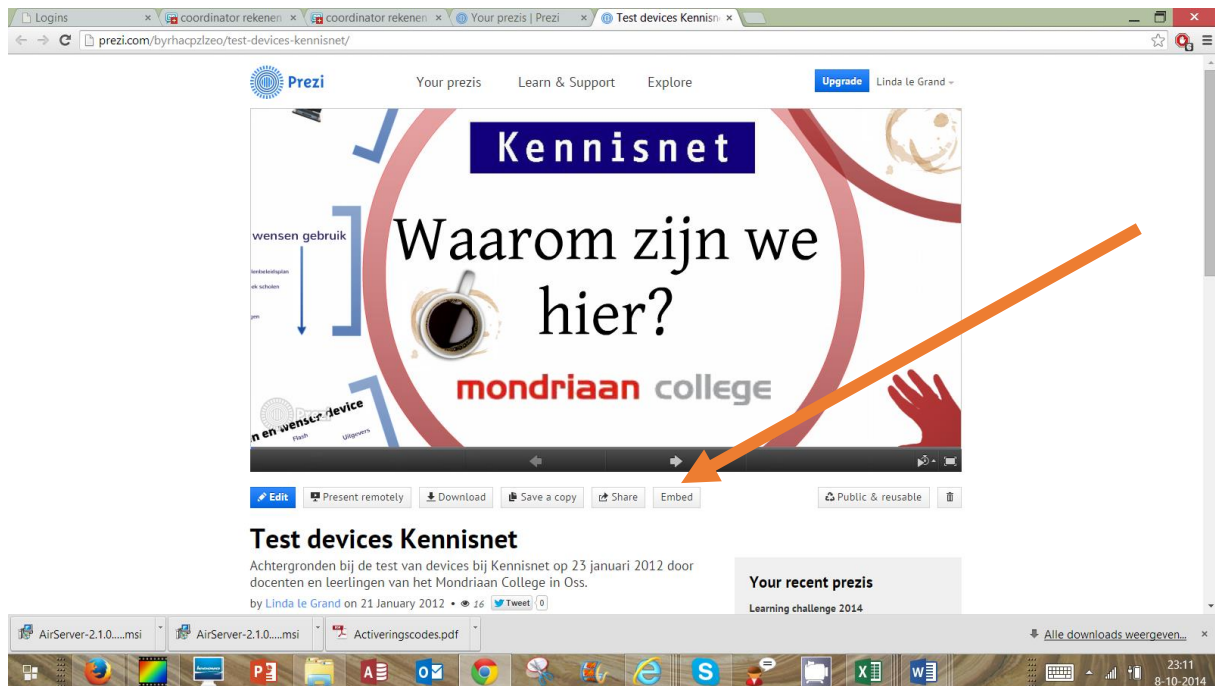 Logins
coordinator rekenen
coordinator rekenen
Your prezis | Prezi
Test devices Kennisn
prezi.com/byrhacpzlzeo/test-devices-kennisnet/
Prezi
Your prezis
Learn & Support
Explore
Upgrade
Linda le Grand
Kennisnet
wensen gebruik
Waarom zijn we
hier?
mondriaan college
n en wensen device
Flash
Uitgevers
Edit
Present remotely
Download
Save a copy
Share
Embed
Public & reusable
Test devices Kennisnet
Achtergronden bij de test van devices bij Kennisnet op 23 januari 2012 door
docenten en leerlingen van het Mondriaan College in Oss.
by Linda le Grand on 21 January 2012 • 16 Tweet 0
Your recent prezis
Learning challenge 2014
AirServer-2.1.0.....msi
AirServer-2.1.0.....msi
Activeringscodes.pdf
Alle downloads weergeven...
23:11
8-10-2014